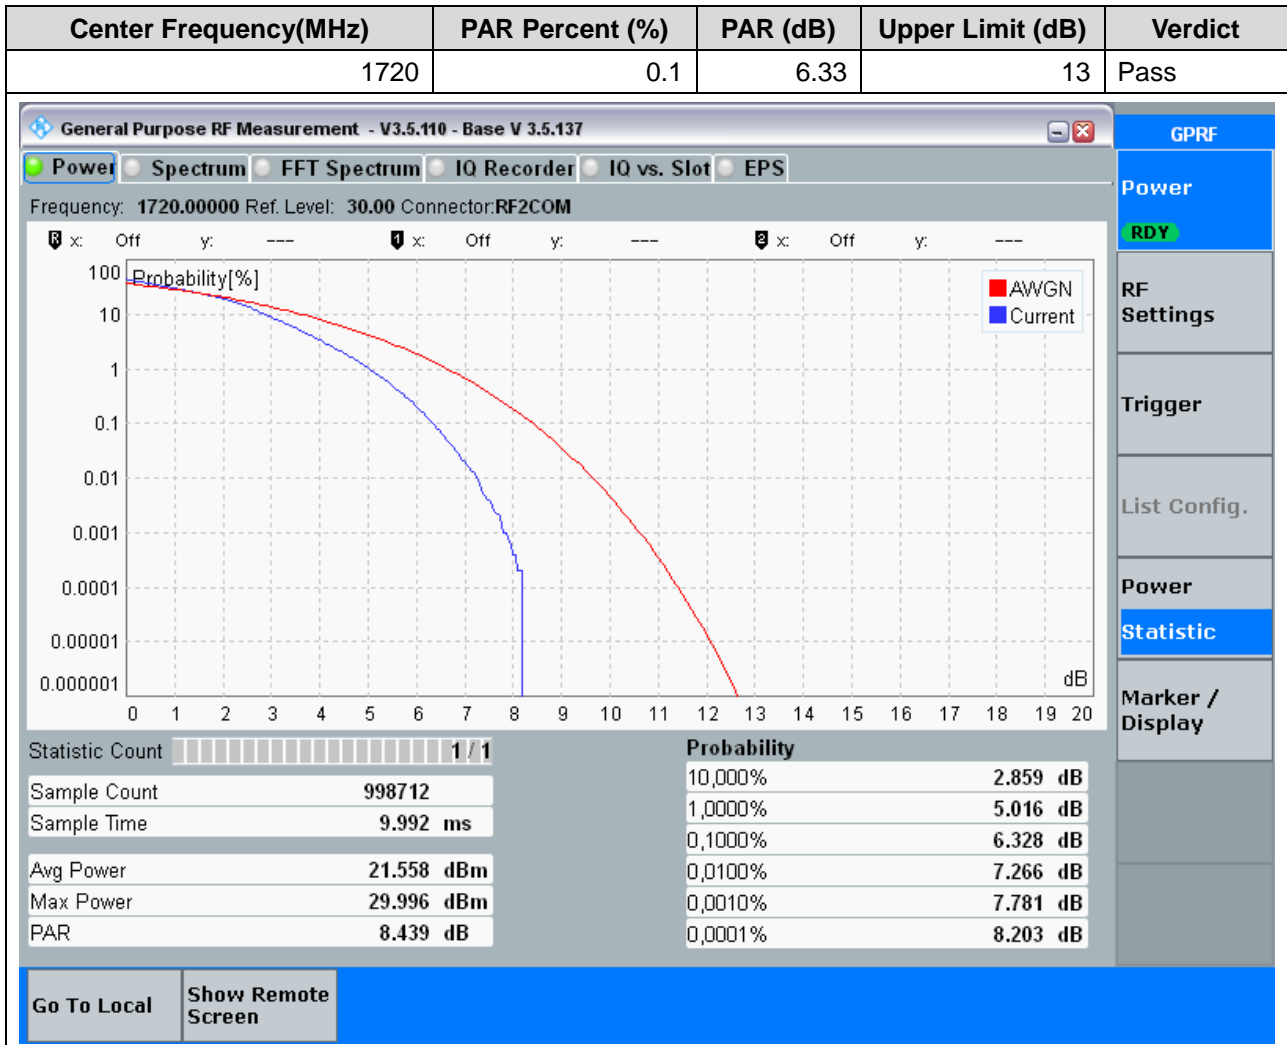 Center Frequency(MHz) PAR Percent (%) PAR (dB) Upper Limit (dB) Verdict
1720 0.1 6.33 13 Pass
General Purpose RF Measurement - V3.5.110 - Base V 3.5.137
GPRF
Power Spectrum FFT Spectrum IQ Recorder IQ vs. Slot EPS
Power
RDY
Frequency: 1720.00000 Ref. Level: 30.00 Connector:RF2COM
R x: Off y: --- 1 x: Off y: --- 2 x: Off y: ---
100 Probability[%]
AWGN
Current
10
1
0.1
0.01
0.001
0.0001
0.00001
0.000001
dB
0 1 2 3 4 5 6 7 8 9 10 11 12 13 14 15 16 17 18 19 20
RF
Settings
Trigger
List Config.
Power
Statistic
Marker /
Display
Statistic Count 1 / 1
Sample Count 998712
Sample Time 9.992 ms
Avg Power 21.558 dBm
Max Power 29.996 dBm
PAR 8.439 dB
Probability
10,000% 2.859 dB
1,0000% 5.016 dB
0,1000% 6.328 dB
0,0100% 7.266 dB
0,0010% 7.781 dB
0,0001% 8.203 dB
Go To Local
Show Remote
Screen